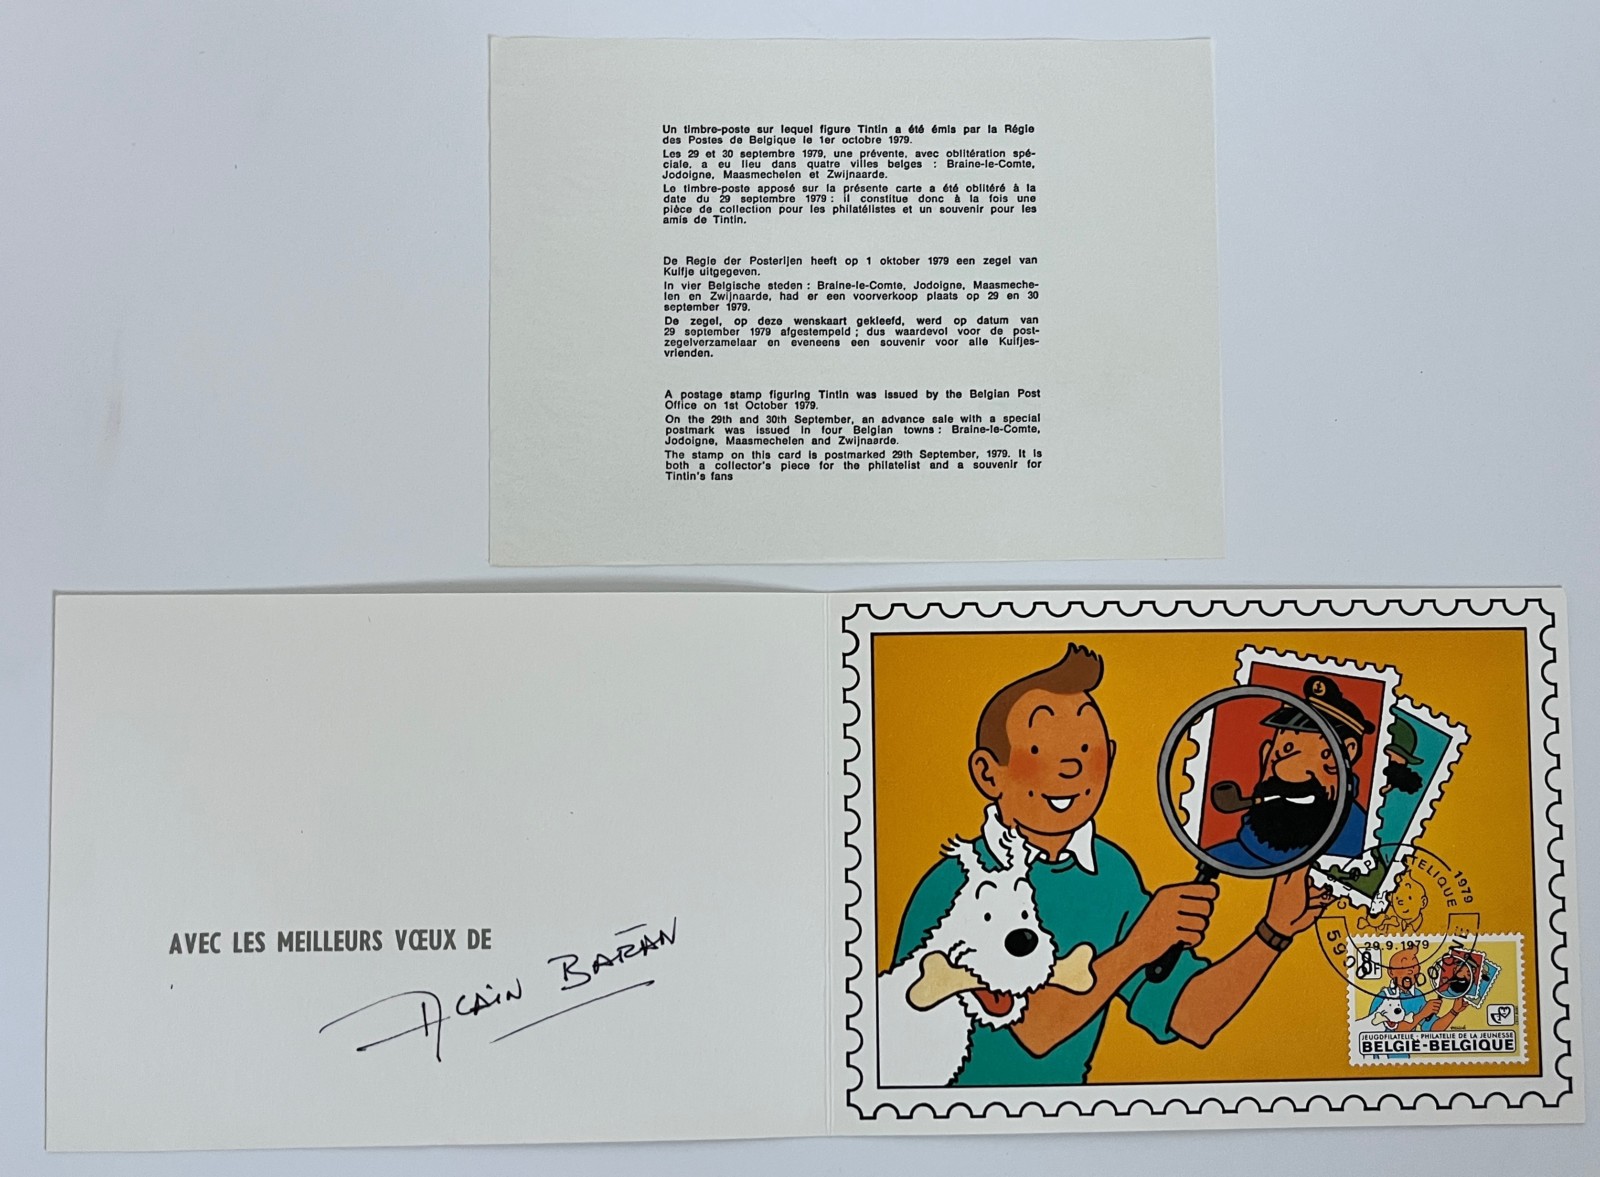 Un timbre-poste sur lequel figure Tintin a été émis par la Régie
des Postes de Belgique le 1er octobre 1979.
Les 29 et 30 septembre 1979, une prévente, avec oblitération spé-
ciale, a eu lieu dans quatre villes belges : Braine-le-Comte,
Jodoigne, Maasmechelen et Zwijnaarde.
Le timbre-poste apposé sur la présente carte a été oblitéré à la
date du 29 septembre 1979 : il constitue donc à la fois une
pièce de collection pour les philatélistes et un souvenir pour les
amis de Tintin.
De Regie der Posterijen heeft op 1 oktober 1979 een zegel van
Kuifje uitgegeven.
In vier Belgische steden : Braine-le-Comte, Jodoigne, Maasmeche-
len en Zwijnaarde, had er een voorverkoop plaats op 29 en 30
september 1979.
De zegel, op deze wenskaart gekleefd, werd op datum van
29 september 1979 afgestempeld ; dus waardevol voor de post-
zegelverzamelaar en eveneens een souvenir voor alle Kuifjes-
vrienden.
A postage stamp figuring Tintin was issued by the Belgian Post
Office on 1st October 1979.
On the 29th and 30th September, an advance sale with a special
postmark was issued in four Belgian towns : Braine-le-Comte,
Jodoigne, Maasmechelen and Zwijnaarde.
The stamp on this card is postmarked 29th September, 1979. It is
both a collector's piece for the philatelist and a souvenir for
Tintin's fans
AVEC LES MEILLEURS VŒUX DE
ALAIN BARAN
PHILATELIQUE 1979
29.9.1979
5920 JODOIGNE
8F
JEUGDFILATELIE - PHILATELIE DE LA JEUNESSE
BELGIË-BELGIQUE